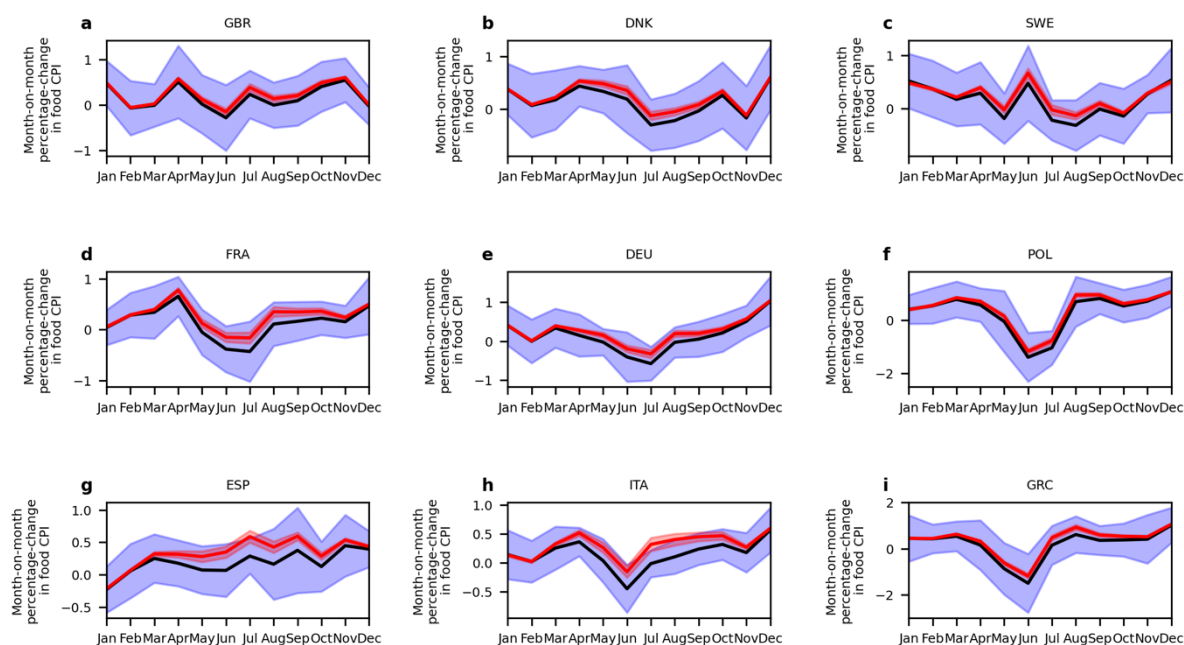 a GBR
Month-on-month
percentage-change
in food CPI
1
0
−1
Jan Feb Mar Apr May Jun Jul Aug Sep Oct Nov Dec
b DNK
Month-on-month
percentage-change
in food CPI
1
0
Jan Feb Mar Apr May Jun Jul Aug Sep Oct Nov Dec
c SWE
Month-on-month
percentage-change
in food CPI
1
0
Jan Feb Mar Apr May Jun Jul Aug Sep Oct Nov Dec
d FRA
Month-on-month
percentage-change
in food CPI
1
0
−1
Jan Feb Mar Apr May Jun Jul Aug Sep Oct Nov Dec
e DEU
Month-on-month
percentage-change
in food CPI
1
0
−1
Jan Feb Mar Apr May Jun Jul Aug Sep Oct Nov Dec
f POL
Month-on-month
percentage-change
in food CPI
0
−2
Jan Feb Mar Apr May Jun Jul Aug Sep Oct Nov Dec
g ESP
Month-on-month
percentage-change
in food CPI
1.0
0.5
0.0
−0.5
Jan Feb Mar Apr May Jun Jul Aug Sep Oct Nov Dec
h ITA
Month-on-month
percentage-change
in food CPI
1.0
0.5
0.0
−0.5
Jan Feb Mar Apr May Jun Jul Aug Sep Oct Nov Dec
i GRC
Month-on-month
percentage-change
in food CPI
2
0
−2
Jan Feb Mar Apr May Jun Jul Aug Sep Oct Nov Dec